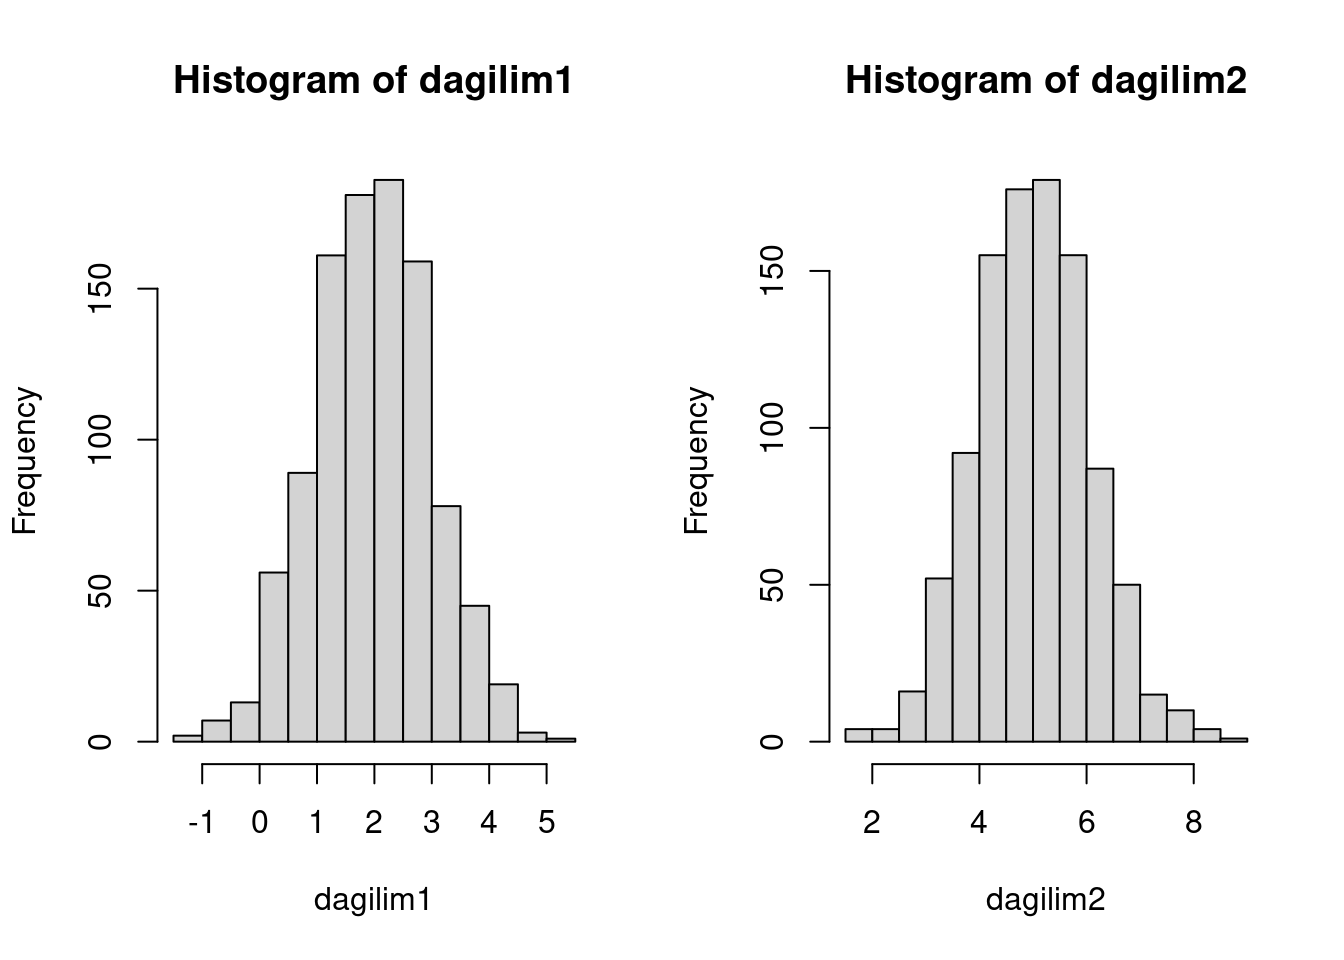 Histogram of dagilim1
Frequency
0
50
100
150
-1 0 1 2 3 4 5
dagilim1
Histogram of dagilim2
Frequency
0
50
100
150
2 4 6 8
dagilim2